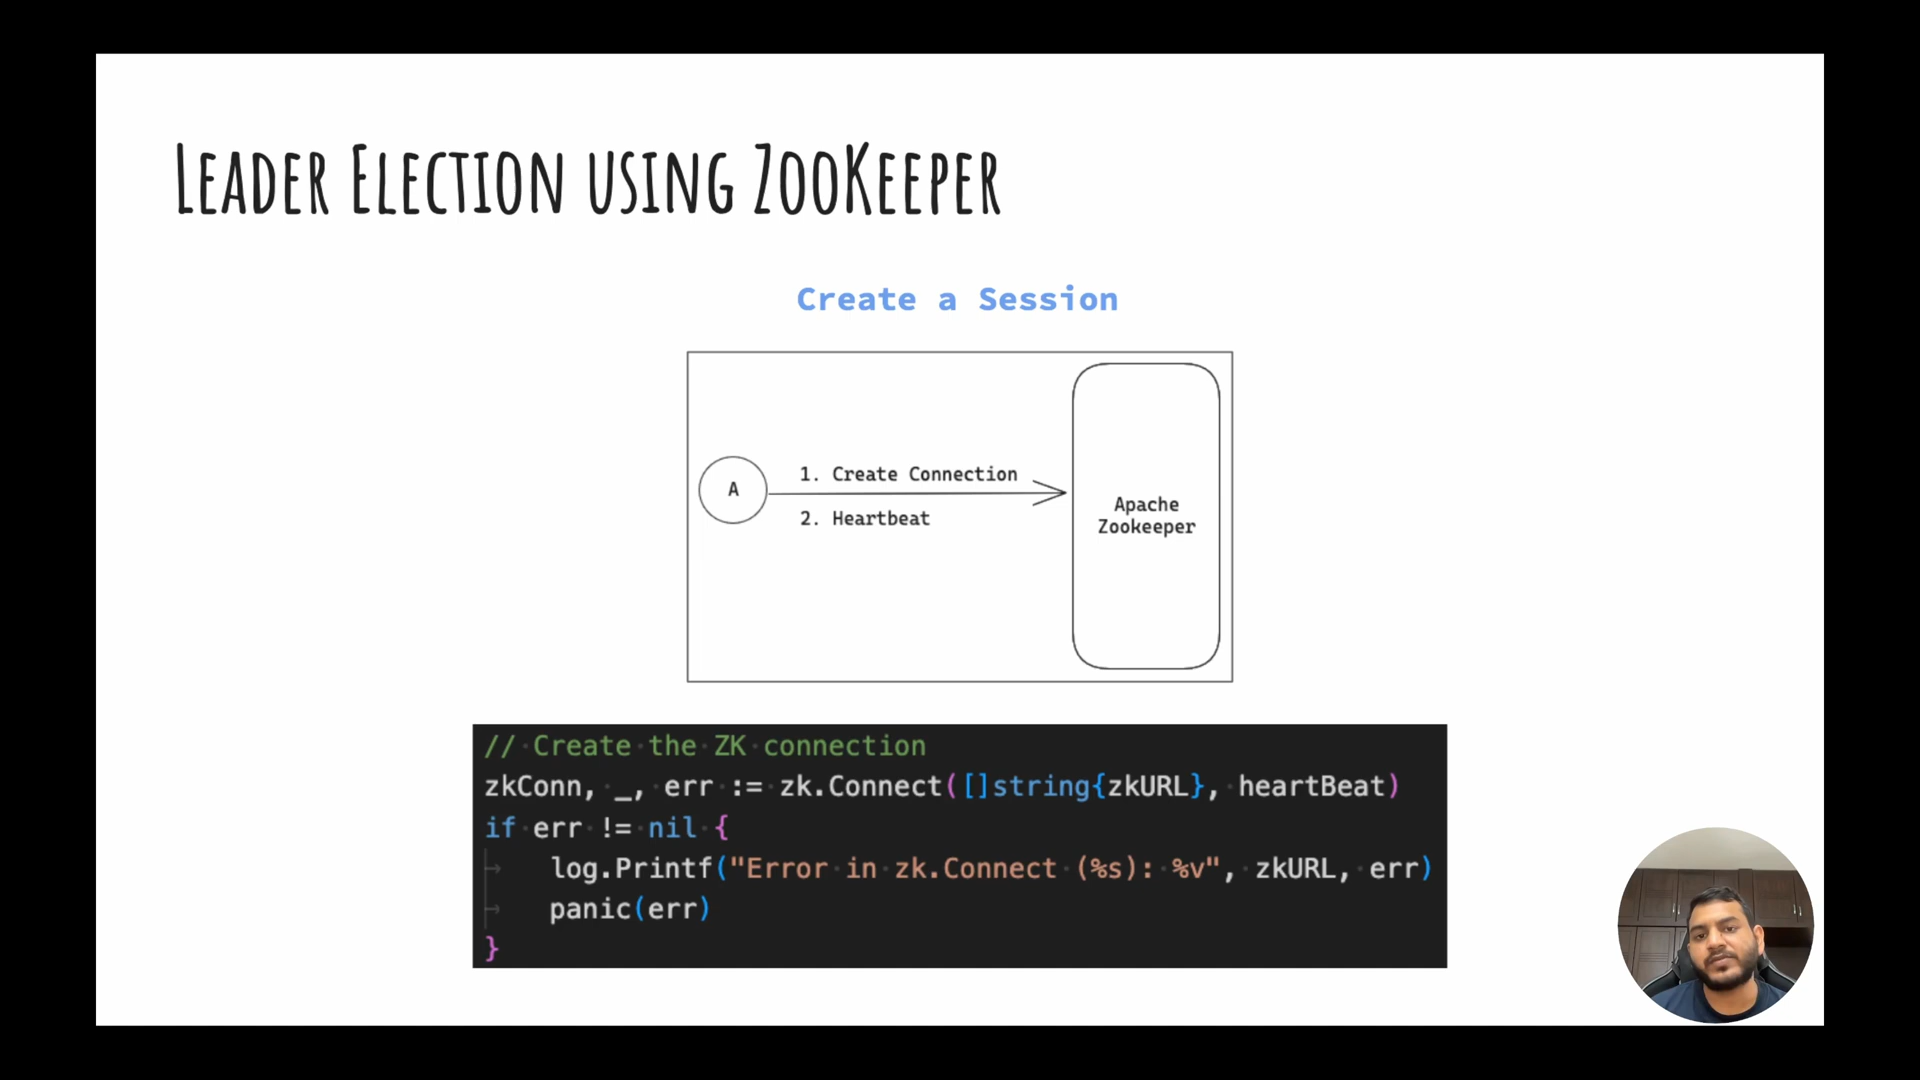 Leader Election using ZooKeeper
Create a Session
A
1. Create Connection
2. Heartbeat
Apache
Zookeeper
// Create the ZK connection
zkConn, _, err := zk.Connect([]string{zkURL}, heartBeat)
if err != nil {
log.Printf("Error in zk.Connect (%s): %v", zkURL, err)
panic(err)
}